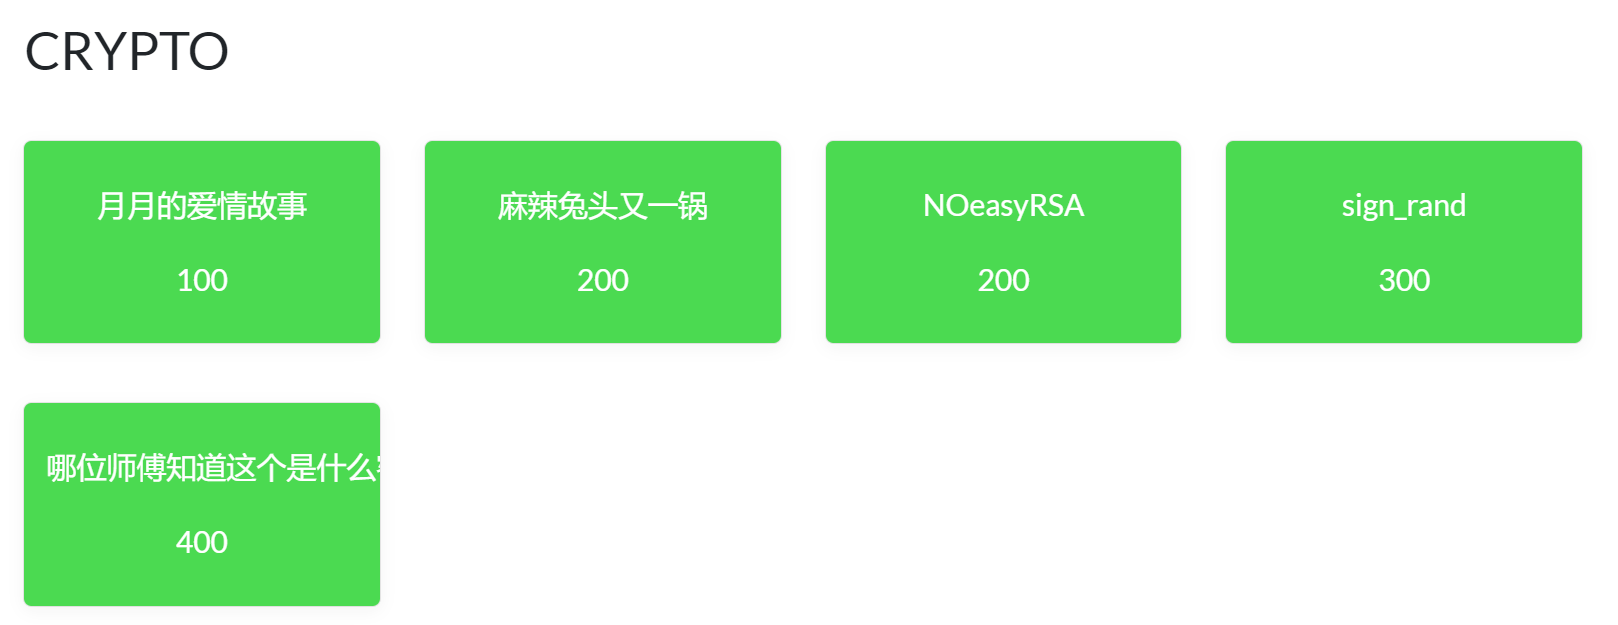 CRYPTO
月月的爱情故事
100
麻辣兔头又一锅
200
NOeasyRSA
200
sign_rand
300
哪位师傅知道这个是什么
400